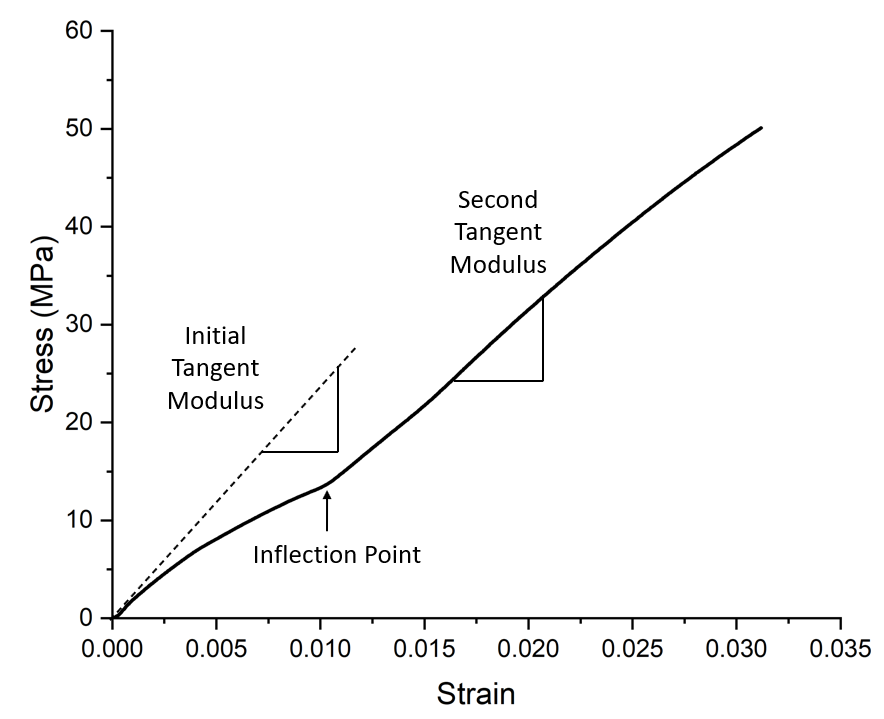 60
50
40
30
20
10
0
Stress (MPa)
Second
Tangent
Modulus
Initial
Tangent
Modulus
Inflection Point
0.000 0.005 0.010 0.015 0.020 0.025 0.030 0.035
Strain